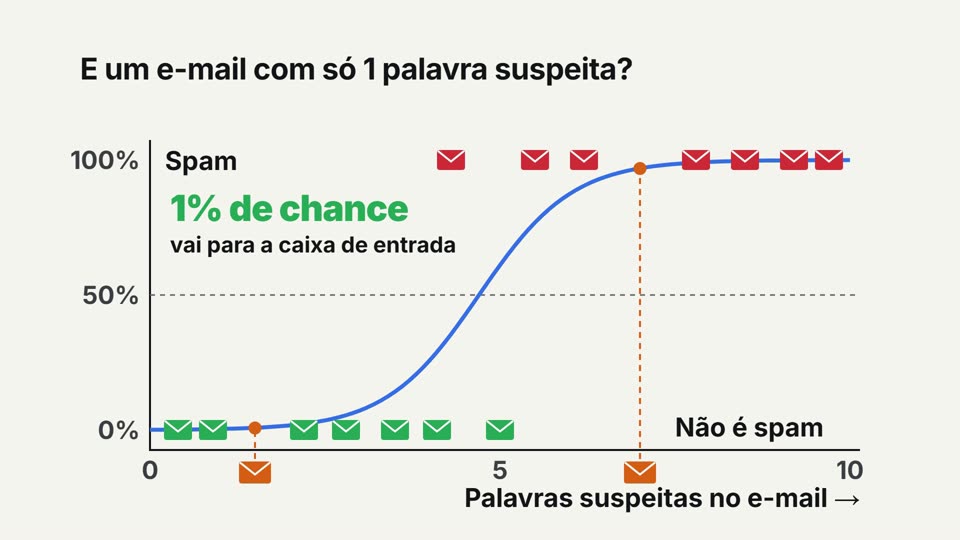 E um e-mail com só 1 palavra suspeita?
100%
Spam
1% de chance
vai para a caixa de entrada
50%
0%
Não é spam
0
5
10
Palavras suspeitas no e-mail →